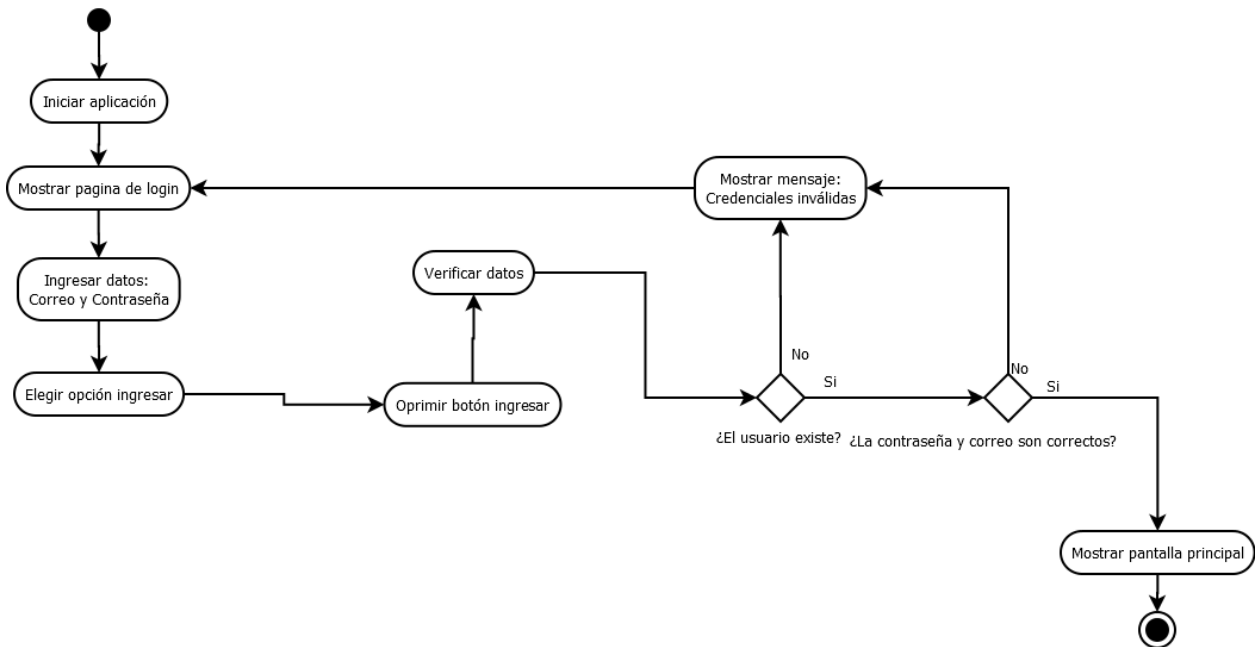 Iniciar aplicación
Mostrar pagina de login
Ingresar datos:
Correo y Contraseña
Elegir opción ingresar
Oprimir botón ingresar
Verificar datos
Mostrar mensaje:
Credenciales inválidas
No
Si
¿El usuario existe?
No
Si
¿La contraseña y correo son correctos?
Mostrar pantalla principal